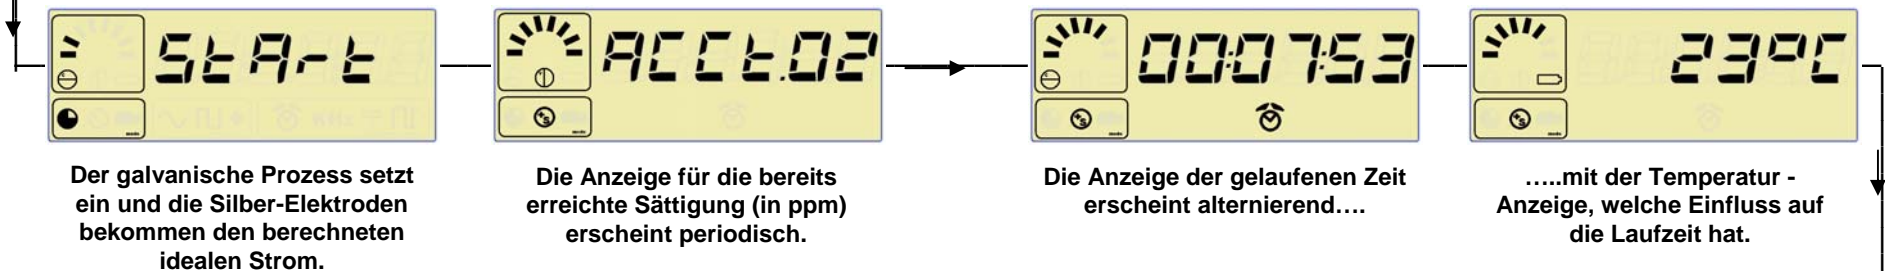 StArt
ACCt.02
00:07:53
23°C
Der galvanische Prozess setzt
ein und die Silber-Elektroden
bekommen den berechneten
idealen Strom.
Die Anzeige für die bereits
erreichte Sättigung (in ppm)
erscheint periodisch.
Die Anzeige der gelaufenen Zeit
erscheint alternierend….
…..mit der Temperatur -
Anzeige, welche Einfluss auf
die Laufzeit hat.